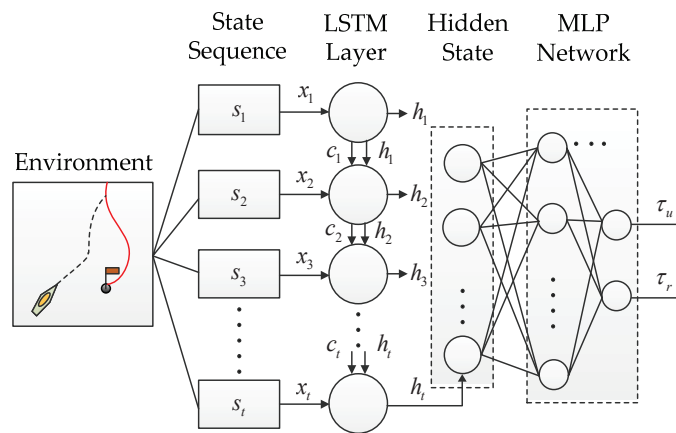 State Sequence
LSTM Layer
Hidden State
MLP Network
Environment
s₁
x₁
h₁
c₁
h₁
s₂
x₂
h₂
c₂
h₂
s₃
x₃
h₃
cₜ
hₜ
sₜ
xₜ
hₜ
τᵤ
τᵣ